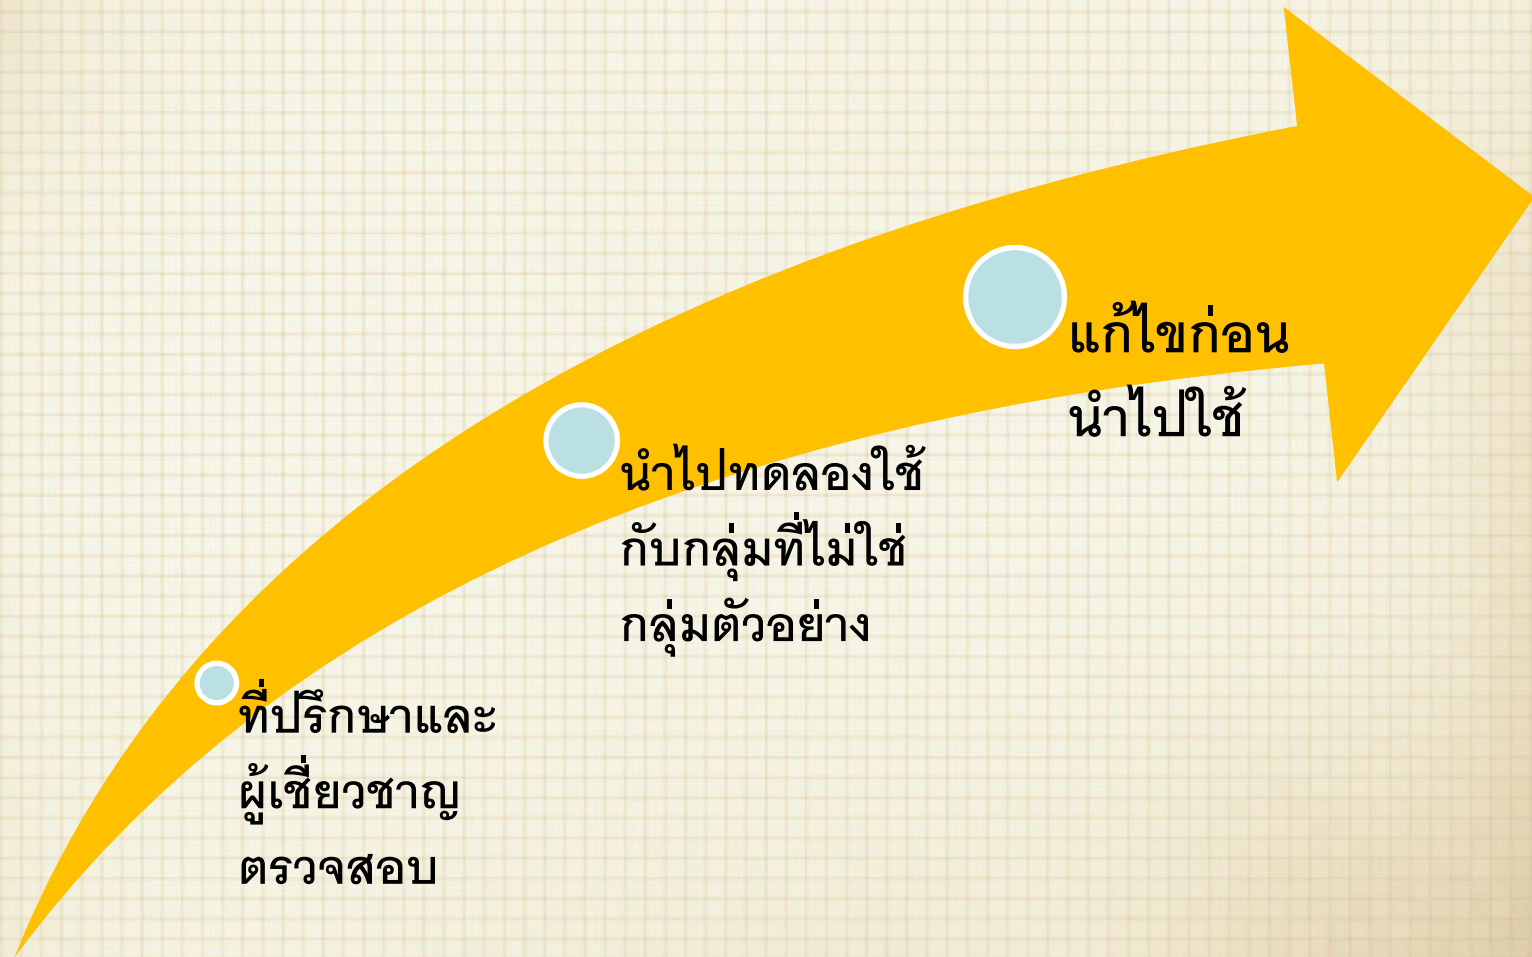 ที่ปรึกษาและ
ผู้เชี่ยวชาญ
ตรวจสอบ
นำไปทดลองใช้
กับกลุ่มที่ไม่ใช่
กลุ่มตัวอย่าง
แก้ไขก่อน
นำไปใช้